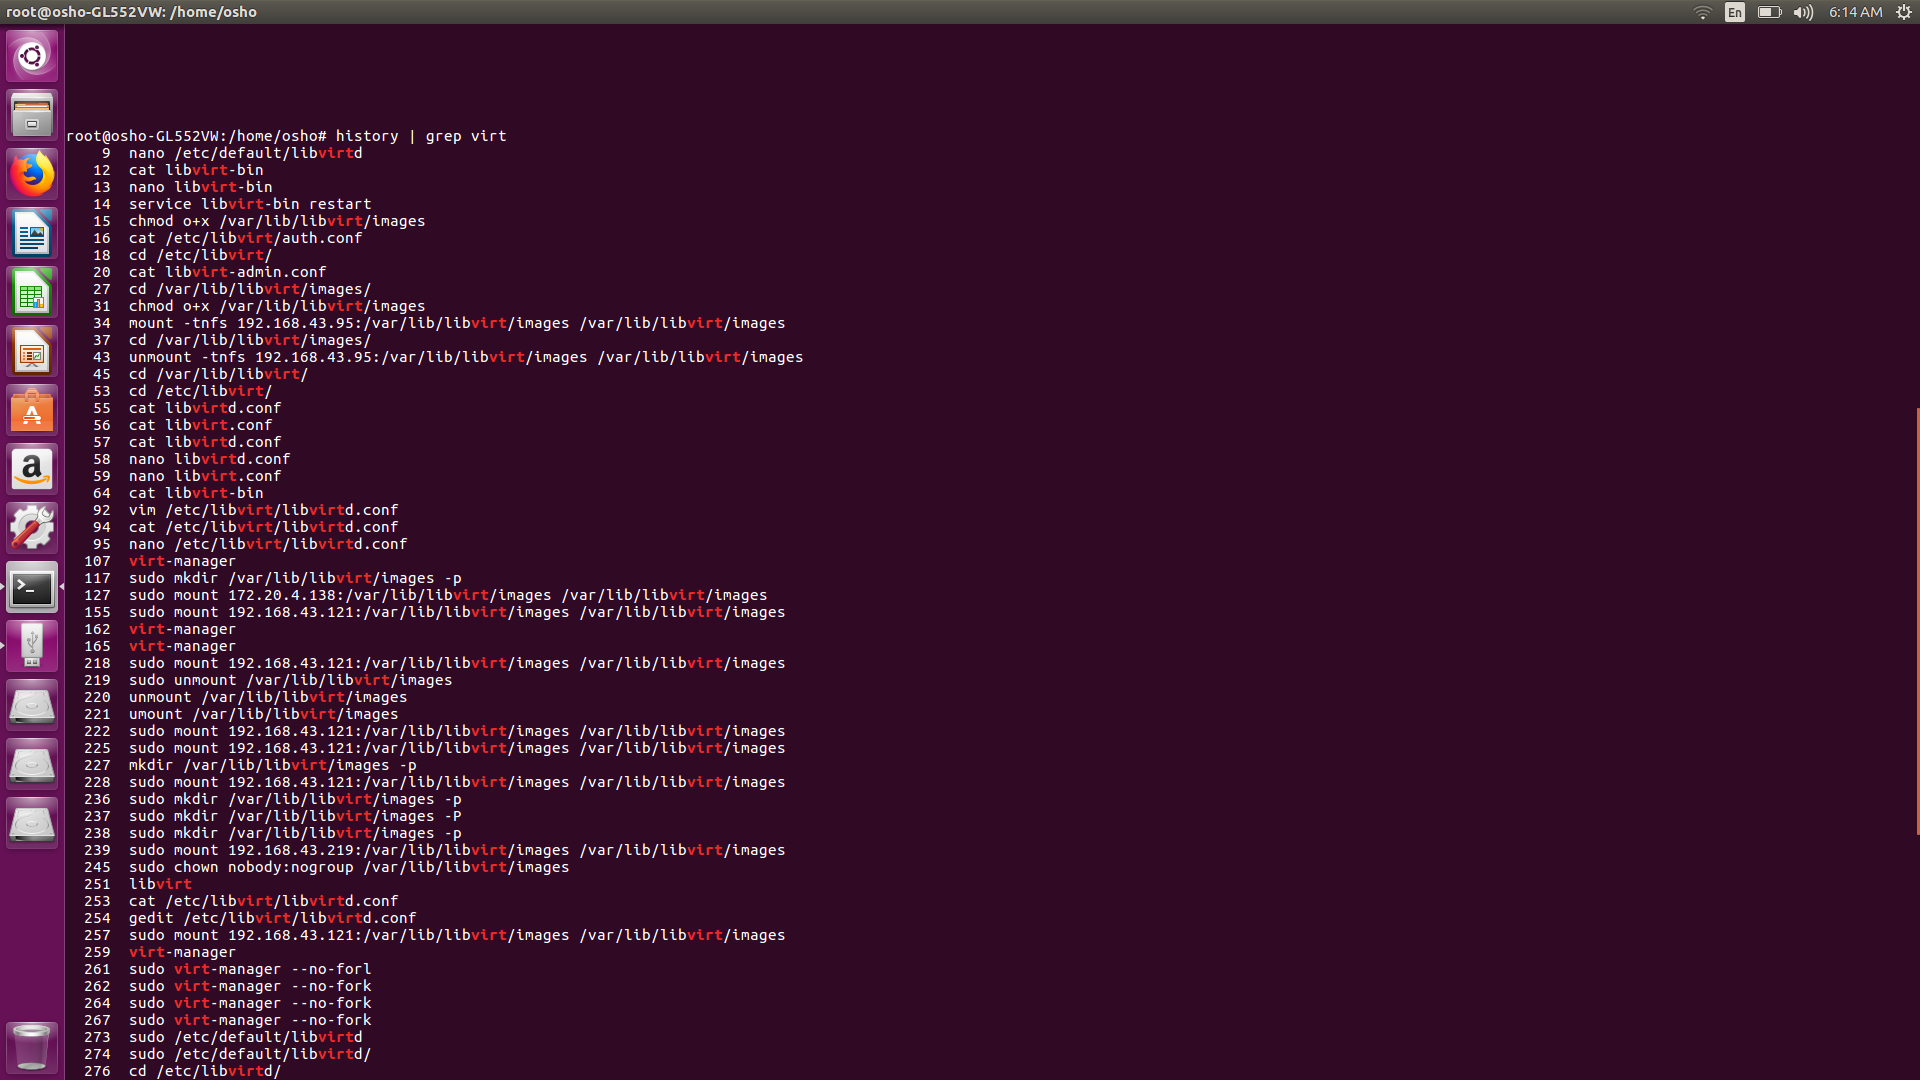 root@osho-GL552VW: /home/osho
En
6:14 AM
root@osho-GL552VW:/home/osho# history | grep virt
9 nano /etc/default/libvirtd
12 cat libvirt-bin
13 nano libvirt-bin
14 service libvirt-bin restart
15 chmod o+x /var/lib/libvirt/images
16 cat /etc/libvirt/auth.conf
18 cd /etc/libvirt/
20 cat libvirt-admin.conf
27 cd /var/lib/libvirt/images/
31 chmod o+x /var/lib/libvirt/images
34 mount -tnfs 192.168.43.95:/var/lib/libvirt/images /var/lib/libvirt/images
37 cd /var/lib/libvirt/images/
43 unmount -tnfs 192.168.43.95:/var/lib/libvirt/images /var/lib/libvirt/images
45 cd /var/lib/libvirt/
53 cd /etc/libvirt/
55 cat libvirtd.conf
56 cat libvirt.conf
57 cat libvirtd.conf
58 nano libvirtd.conf
59 nano libvirt.conf
64 cat libvirt-bin
92 vim /etc/libvirt/libvirtd.conf
94 cat /etc/libvirt/libvirtd.conf
95 nano /etc/libvirt/libvirtd.conf
107 virt-manager
117 sudo mkdir /var/lib/libvirt/images -p
127 sudo mount 172.20.4.138:/var/lib/libvirt/images /var/lib/libvirt/images
155 sudo mount 192.168.43.121:/var/lib/libvirt/images /var/lib/libvirt/images
162 virt-manager
165 virt-manager
218 sudo mount 192.168.43.121:/var/lib/libvirt/images /var/lib/libvirt/images
219 sudo unmount /var/lib/libvirt/images
220 unmount /var/lib/libvirt/images
221 umount /var/lib/libvirt/images
222 sudo mount 192.168.43.121:/var/lib/libvirt/images /var/lib/libvirt/images
225 sudo mount 192.168.43.121:/var/lib/libvirt/images /var/lib/libvirt/images
227 mkdir /var/lib/libvirt/images -p
228 sudo mount 192.168.43.121:/var/lib/libvirt/images /var/lib/libvirt/images
236 sudo mkdir /var/lib/libvirt/images -p
237 sudo mkdir /var/lib/libvirt/images -P
238 sudo mkdir /var/lib/libvirt/images -p
239 sudo mount 192.168.43.219:/var/lib/libvirt/images /var/lib/libvirt/images
245 sudo chown nobody:nogroup /var/lib/libvirt/images
251 libvirt
253 cat /etc/libvirt/libvirtd.conf
254 gedit /etc/libvirt/libvirtd.conf
257 sudo mount 192.168.43.121:/var/lib/libvirt/images /var/lib/libvirt/images
259 virt-manager
261 sudo virt-manager --no-forl
262 sudo virt-manager --no-fork
264 sudo virt-manager --no-fork
267 sudo virt-manager --no-fork
273 sudo /etc/default/libvirtd
274 sudo /etc/default/libvirtd/
276 cd /etc/libvirtd/